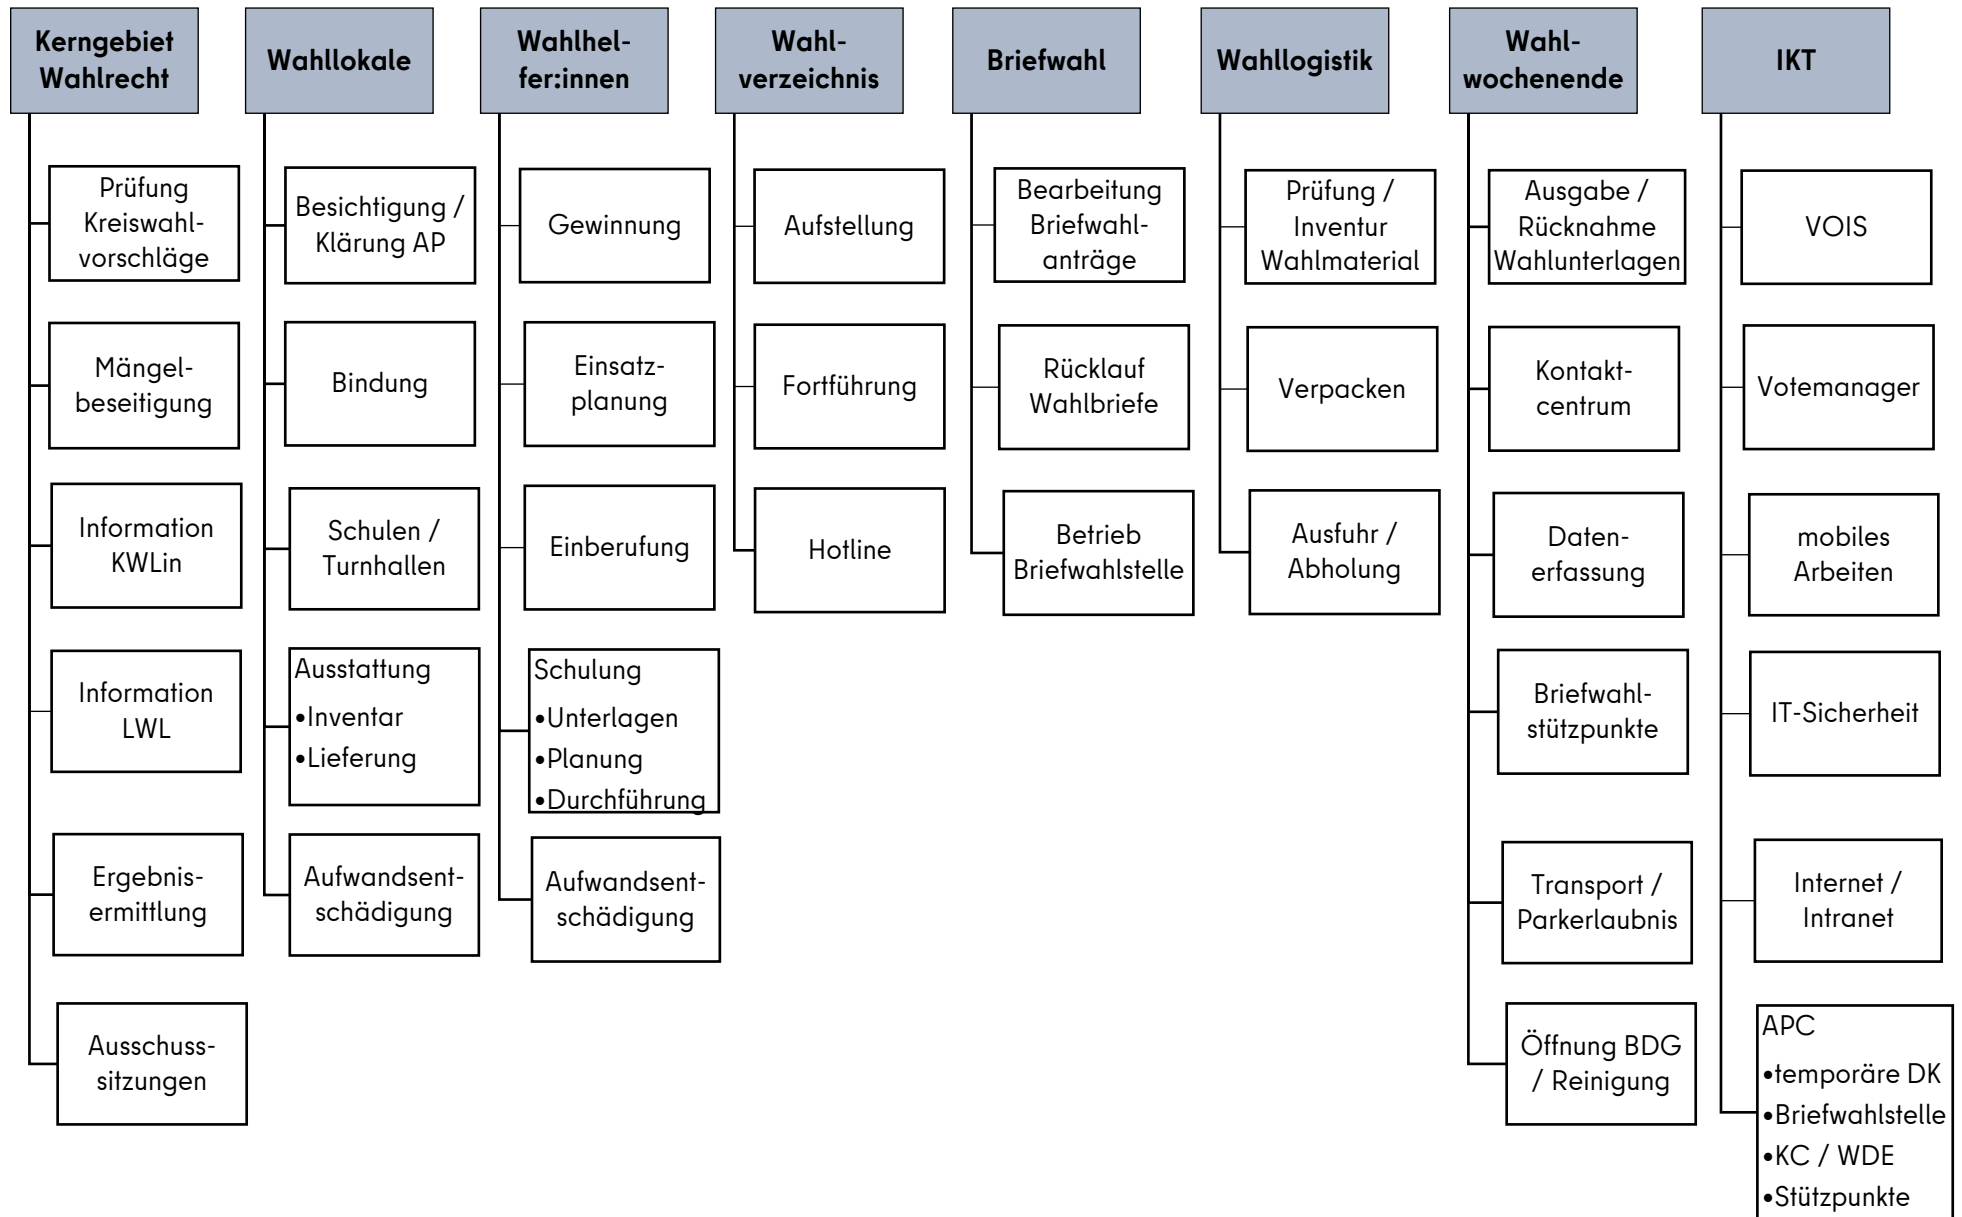 Kerngebiet
Wahlrecht
Prüfung
Kreiswahl-
vorschläge
Mängel-
beseitigung
Information
KWLin
Information
LWL
Ergebnis-
ermittlung
Ausschuss-
sitzungen
Wahllokale
Besichtigung /
Klärung AP
Bindung
Schulen /
Turnhallen
Ausstattung
•Inventar
•Lieferung
Aufwandsent-
schädigung
Wahlhel-
fer:innen
Gewinnung
Einsatz-
planung
Einberufung
Schulung
•Unterlagen
•Planung
•Durchführung
Aufwandsent-
schädigung
Wahl-
verzeichnis
Aufstellung
Fortführung
Hotline
Briefwahl
Bearbeitung
Briefwahl-
anträge
Rücklauf
Wahlbriefe
Betrieb
Briefwahlstelle
Wahllogistik
Prüfung /
Inventur
Wahlmaterial
Verpacken
Ausfuhr /
Abholung
Wahl-
wochenende
Ausgabe /
Rücknahme
Wahlunterlagen
Kontakt-
centrum
Daten-
erfassung
Briefwahl-
stützpunkte
Transport /
Parkerlaubnis
Öffnung BDG
/ Reinigung
IKT
VOIS
Votemanager
mobiles
Arbeiten
IT-Sicherheit
Internet /
Intranet
APC
•temporäre DK
•Briefwahlstelle
•KC / WDE
•Stützpunkte